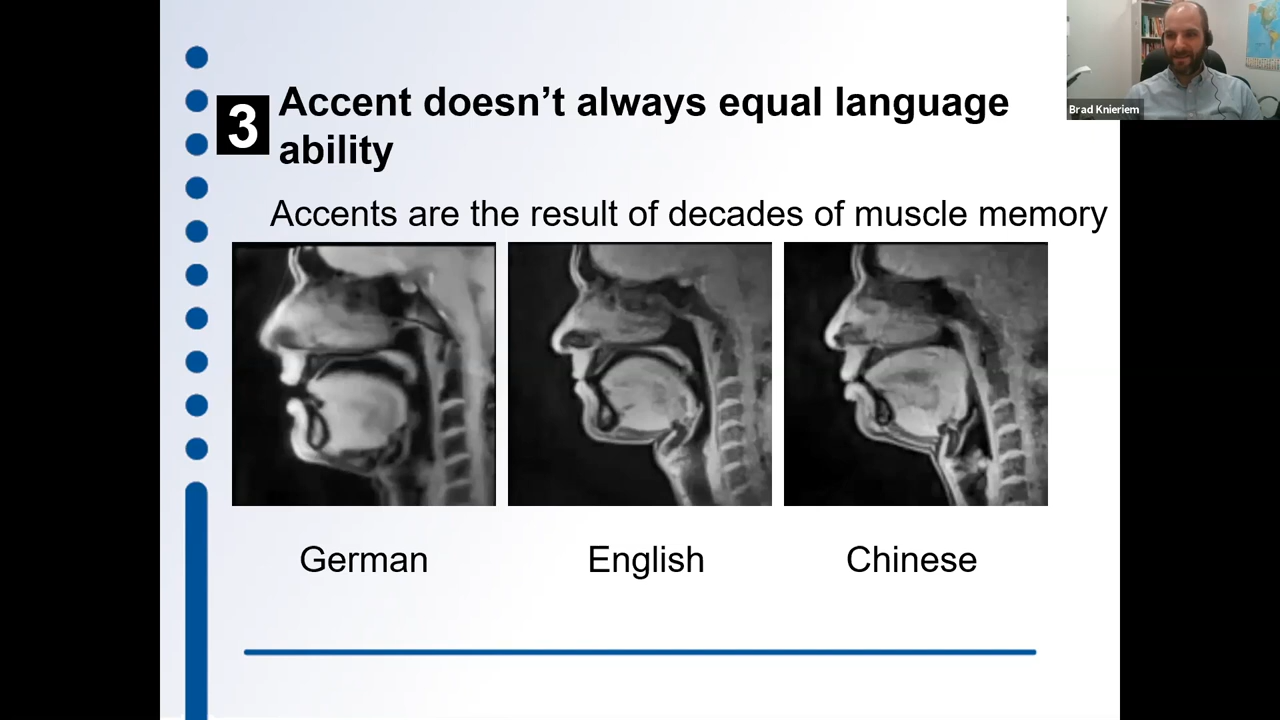 3
Accent doesn’t always equal language
ability
Accents are the result of decades of muscle memory
German
English
Chinese
Brad Knieriem